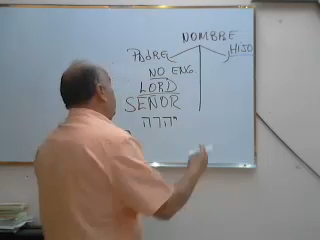 NOMBRE
PADRE HIJO
NO ENG.
LORD
SEÑOR
יהוה